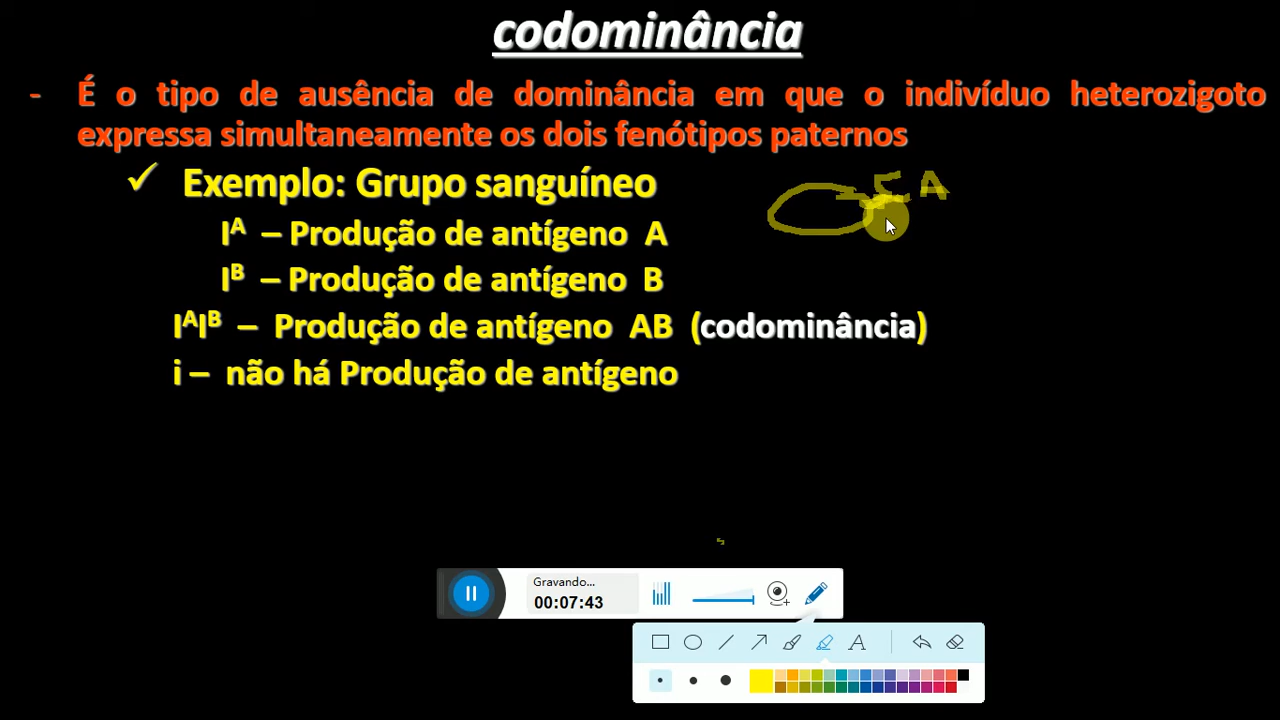 codominância
- É o tipo de ausência de dominância em que o indivíduo heterozigoto
expressa simultaneamente os dois fenótipos paternos
✓ Exemplo: Grupo sanguíneo
A
Iᴬ – Produção de antígeno A
Iᴮ – Produção de antígeno B
IᴬIᴮ – Produção de antígeno AB (codominância)
i – não há Produção de antígeno
Gravando...
00:07:43
A